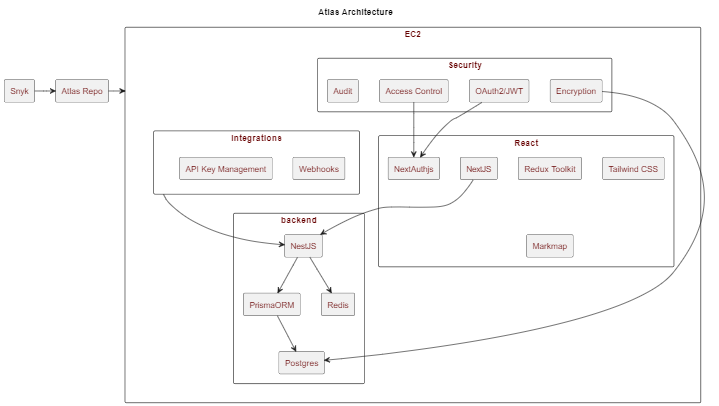 Atlas Architecture
EC2
Security
Snyk
Atlas Repo
Audit
Access Control
OAuth2/JWT
Encryption
Integrations
React
API Key Management
Webhooks
NextAuthjs
NextJS
Redux Toolkit
Tailwind CSS
backend
NestJS
Markmap
PrismaORM
Redis
Postgres